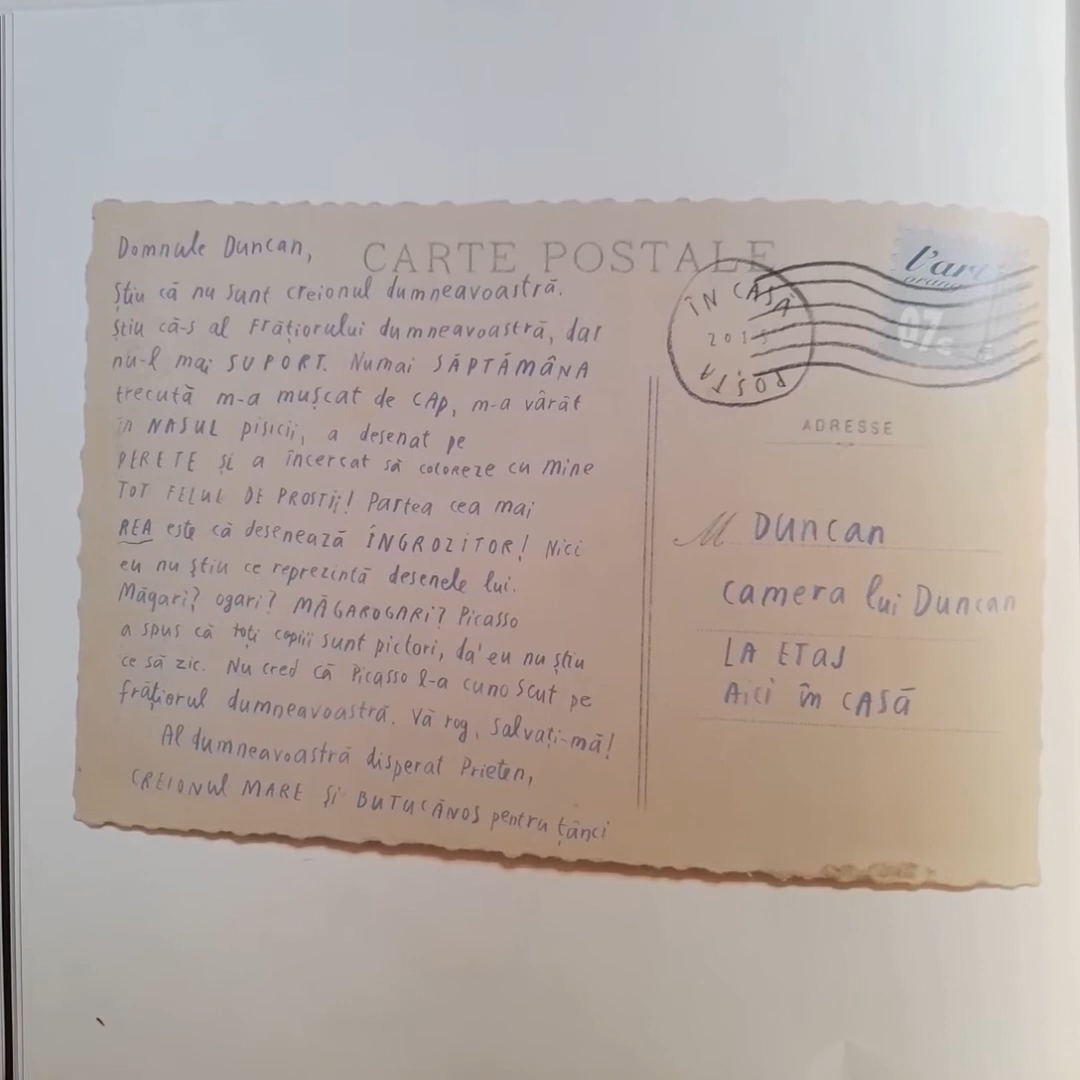 CARTE POSTALE
Domnule Duncan,
Știu că nu sunt creionul dumneavoastră.
Știu că-s al Frățiorului dumneavoastră, dar
nu-l mai SUPORT. Numai SĂPTĂMÂNA
trecută m-a mușcat de CAP, m-a vârât
în NASUL pisicii, a desenat pe
PERETE și a încercat să coloreze cu mine
TOT FELUL DE PROSTII! Partea cea mai
REA este că desenează ÎNGROZITOR! Nici
eu nu știu ce reprezintă desenele lui.
Măgari? ogari? MĂGAROGARI? Picasso
a spus că toți copiii sunt pictori, da' eu nu știu
ce să zic. Nu cred că Picasso l-a cunoscut pe
frățiorul dumneavoastră. Vă rog, salvați-mă!
Al dumneavoastră disperat Prieten,
CREIONUL MARE ȘI BUTUCĂNOS pentru țânci
ÎN CASĂ
POȘTA
l'art
07€
ADRESSE
M Duncan
Camera lui Duncan
LA ETAJ
Aici în CASĂ